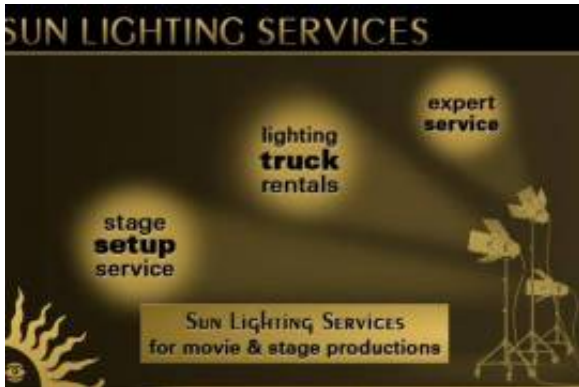 SUN LIGHTING SERVICES
expert
service
lighting
truck
rentals
stage
setup
service
SUN LIGHTING SERVICES
for movie & stage productions